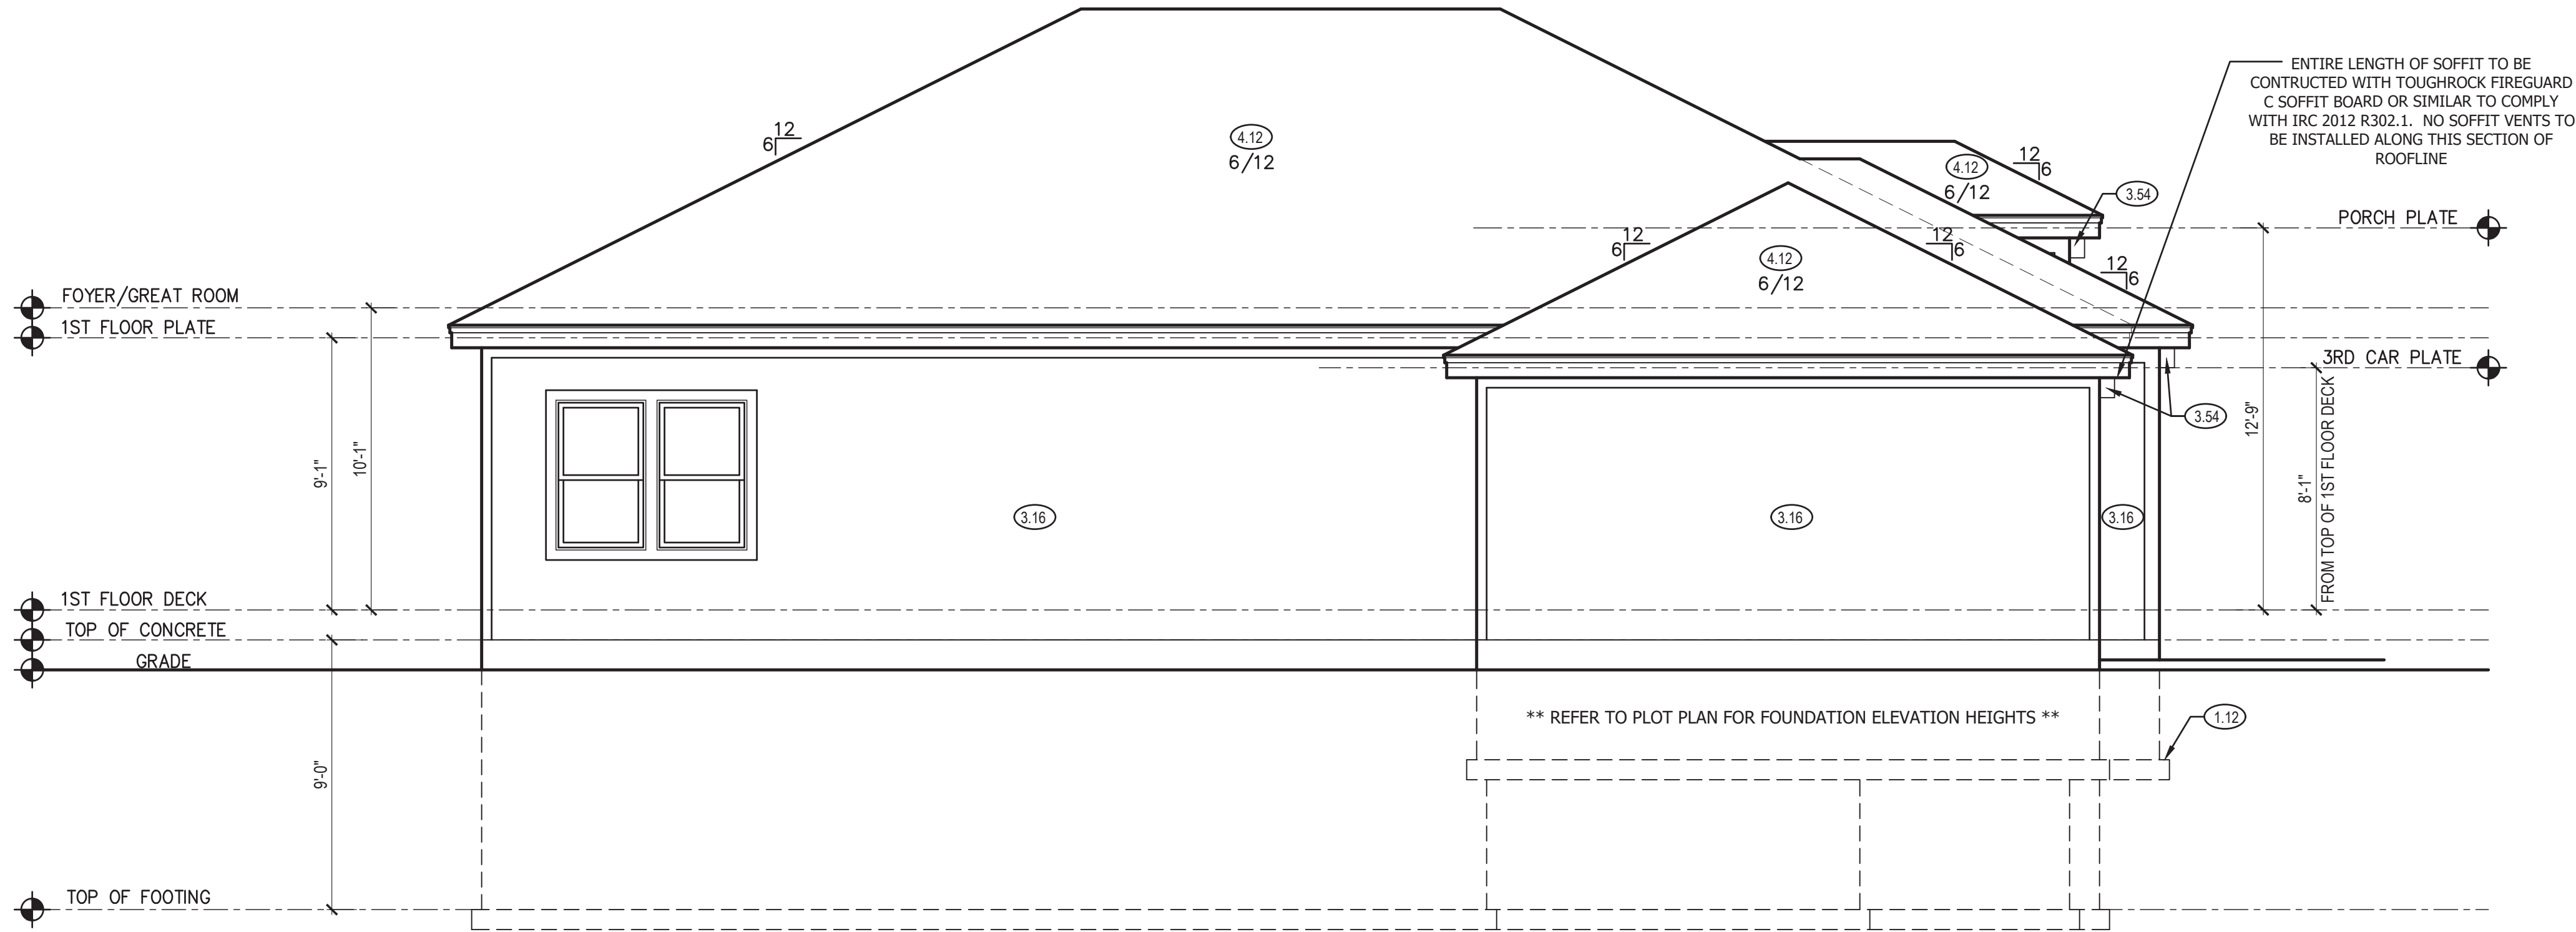 ENTIRE LENGTH OF SOFFIT TO BE
CONTRUCTED WITH TOUGHROCK FIREGUARD
C SOFFIT BOARD OR SIMILAR TO COMPLY
WITH IRC 2012 R302.1. NO SOFFIT VENTS TO
BE INSTALLED ALONG THIS SECTION OF
ROOFLINE
12
6
4.12
6/12
4.12
6/12
12
6
3.54
PORCH PLATE
12
6
4.12
6/12
12
6
12
6
FOYER/GREAT ROOM
1ST FLOOR PLATE
3RD CAR PLATE
3.54
9'-1"
10'-1"
12'-9"
8'-1"
FROM TOP OF 1ST FLOOR DECK
3.16
3.16
3.16
1ST FLOOR DECK
TOP OF CONCRETE
GRADE
** REFER TO PLOT PLAN FOR FOUNDATION ELEVATION HEIGHTS **
1.12
9'-0"
TOP OF FOOTING